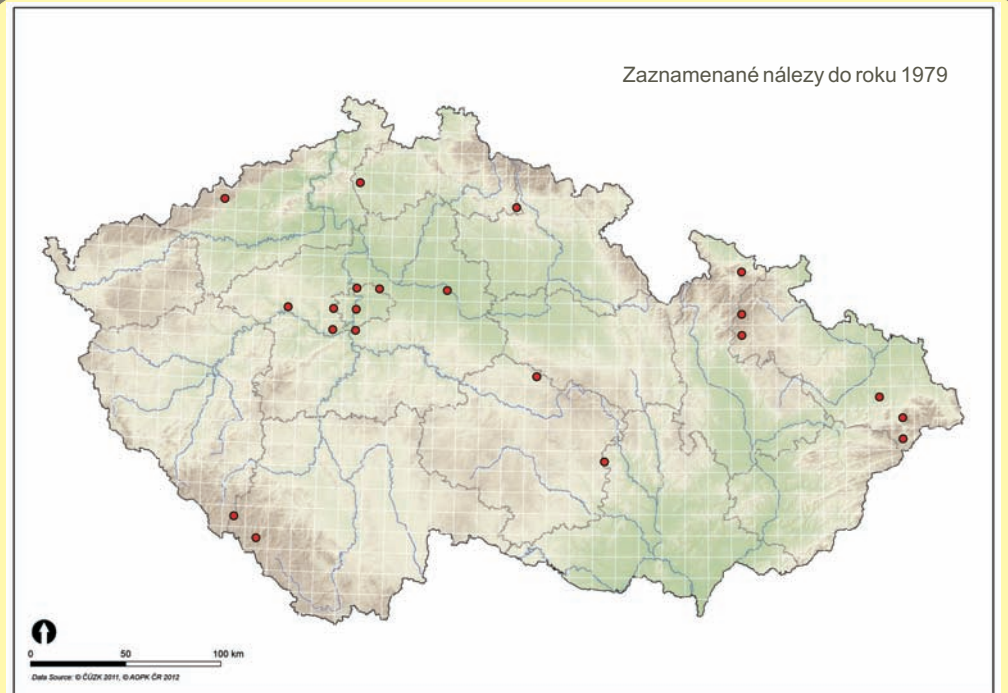 Zaznamenané nálezy do roku 1979
0 50 100 km
Data Source: © ČÚZK 2011, © AOPK ČR 2012